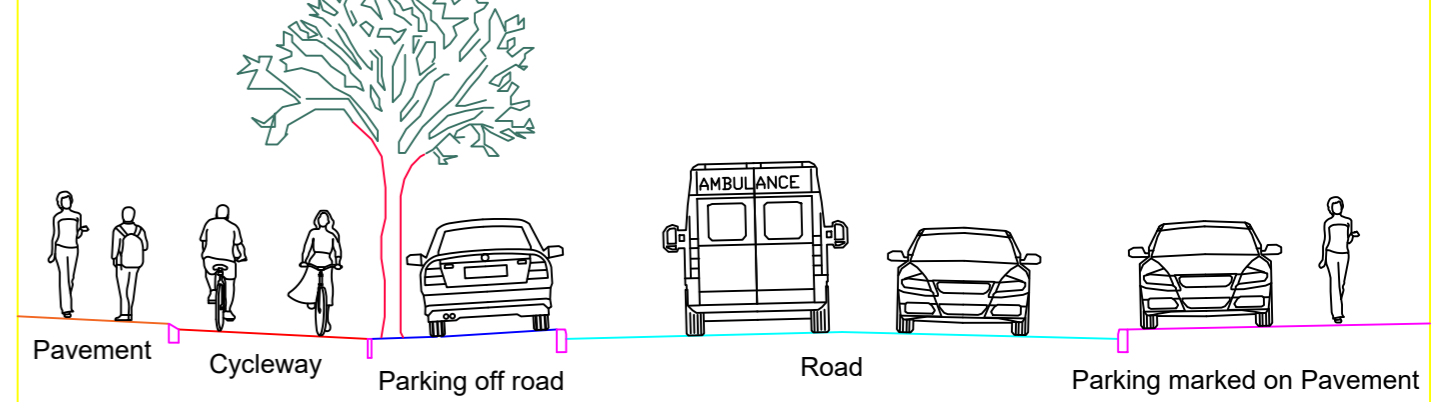 AMBULANCE
Pavement
Cycleway
Parking off road
Road
Parking marked on Pavement